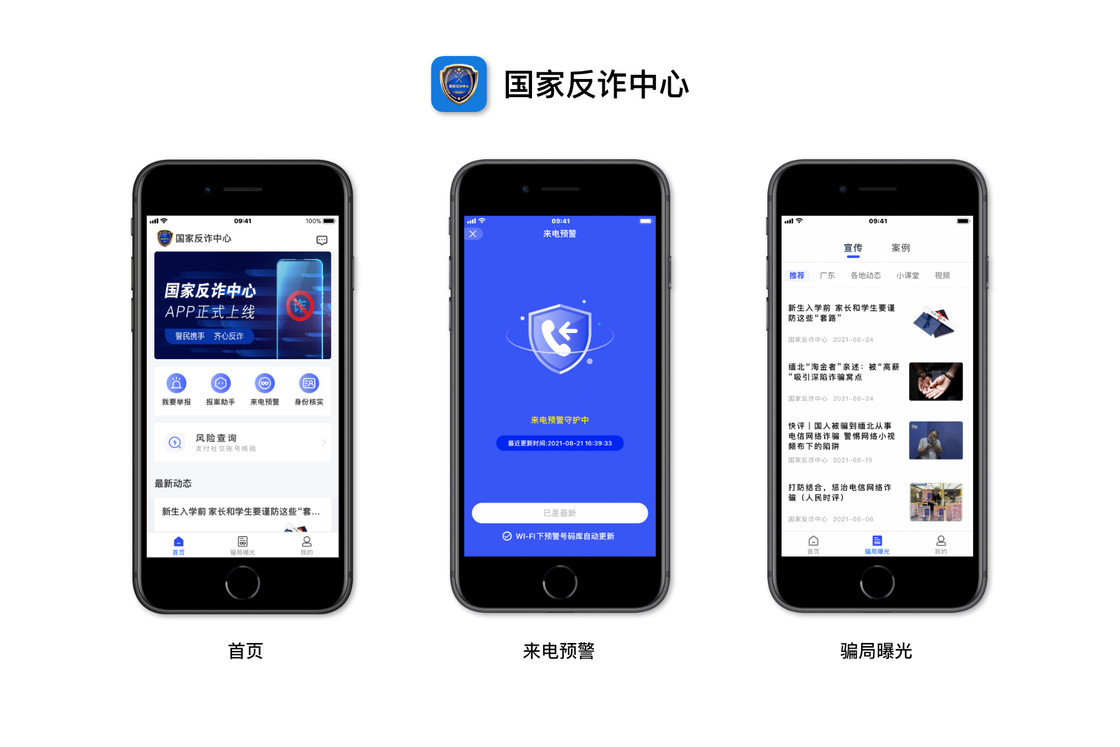 国家反诈中心
09:41
100%
国家反诈中心
国家反诈中心
APP正式上线
警民携手 齐心反诈
诈
我要举报
报案助手
来电预警
身份核实
风险查询
支付社交账号核验
最新动态
新生入学前 家长和学生要谨防这些“套...
首页
骗局曝光
我的
首页
09:41
来电预警
来电预警守护中
最近更新时间:2021-08-21 16:39:33
已是最新
WI-FI下预警号码库自动更新
来电预警
09:41
宣传
案例
推荐
广东
各地动态
小课堂
视频
新生入学前 家长和学生要谨
防这些“套路”
国家反诈中心 2021-08-24
缅北“淘金者”亲述：被“高薪
”吸引深陷诈骗窝点
国家反诈中心 2021-08-24
快评｜国人被骗到缅北从事
电信网络诈骗 警惕网络小视
频布下的陷阱
国家反诈中心 2021-08-19
打防结合，惩治电信网络诈
骗（人民时评）
国家反诈中心 2021-08-06
首页
骗局曝光
我的
骗局曝光